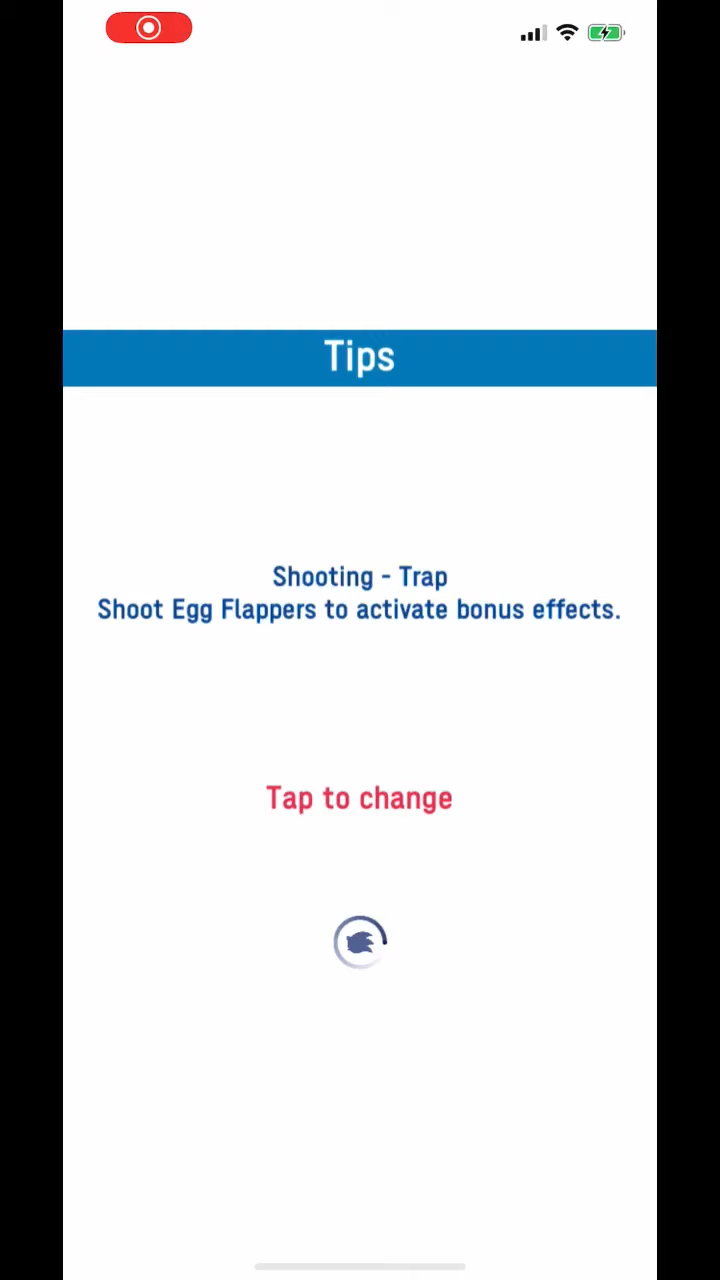 Tips
Shooting - Trap
Shoot Egg Flappers to activate bonus effects.
Tap to change